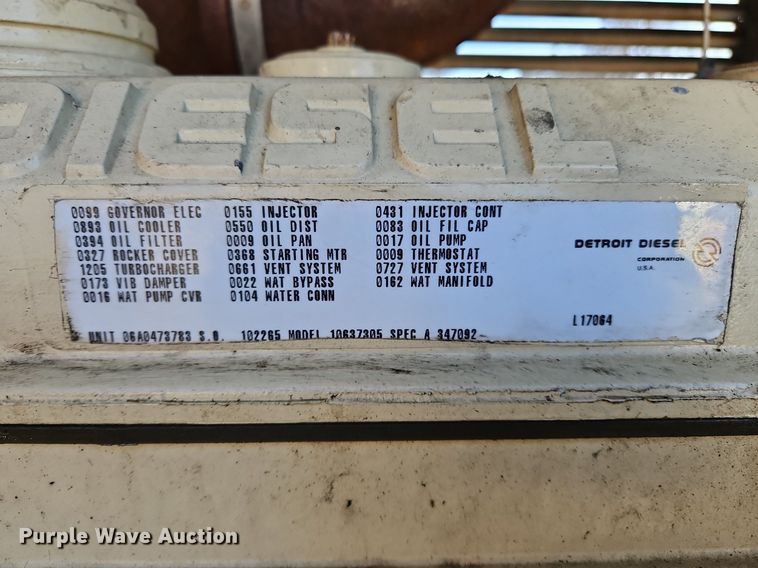 DIESEL
0099 GOVERNOR ELEC 0155 INJECTOR 0431 INJECTOR CONT
0893 OIL COOLER 0550 OIL DIST 0083 OIL FIL CAP
0394 OIL FILTER 0009 OIL PAN 0017 OIL PUMP
0327 ROCKER COVER 0368 STARTING MTR 0009 THERMOSTAT
1205 TURBOCHARGER 0661 VENT SYSTEM 0727 VENT SYSTEM
0173 VIB DAMPER 0022 WAT BYPASS 0162 WAT MANIFOLD
0016 WAT PUMP CVR 0104 WATER CONN
DETROIT DIESEL
CORPORATION
U.S.A.
L17064
UNIT 06A0473783 S.O. 102265 MODEL 10637305 SPEC A 347092
Purple Wave Auction